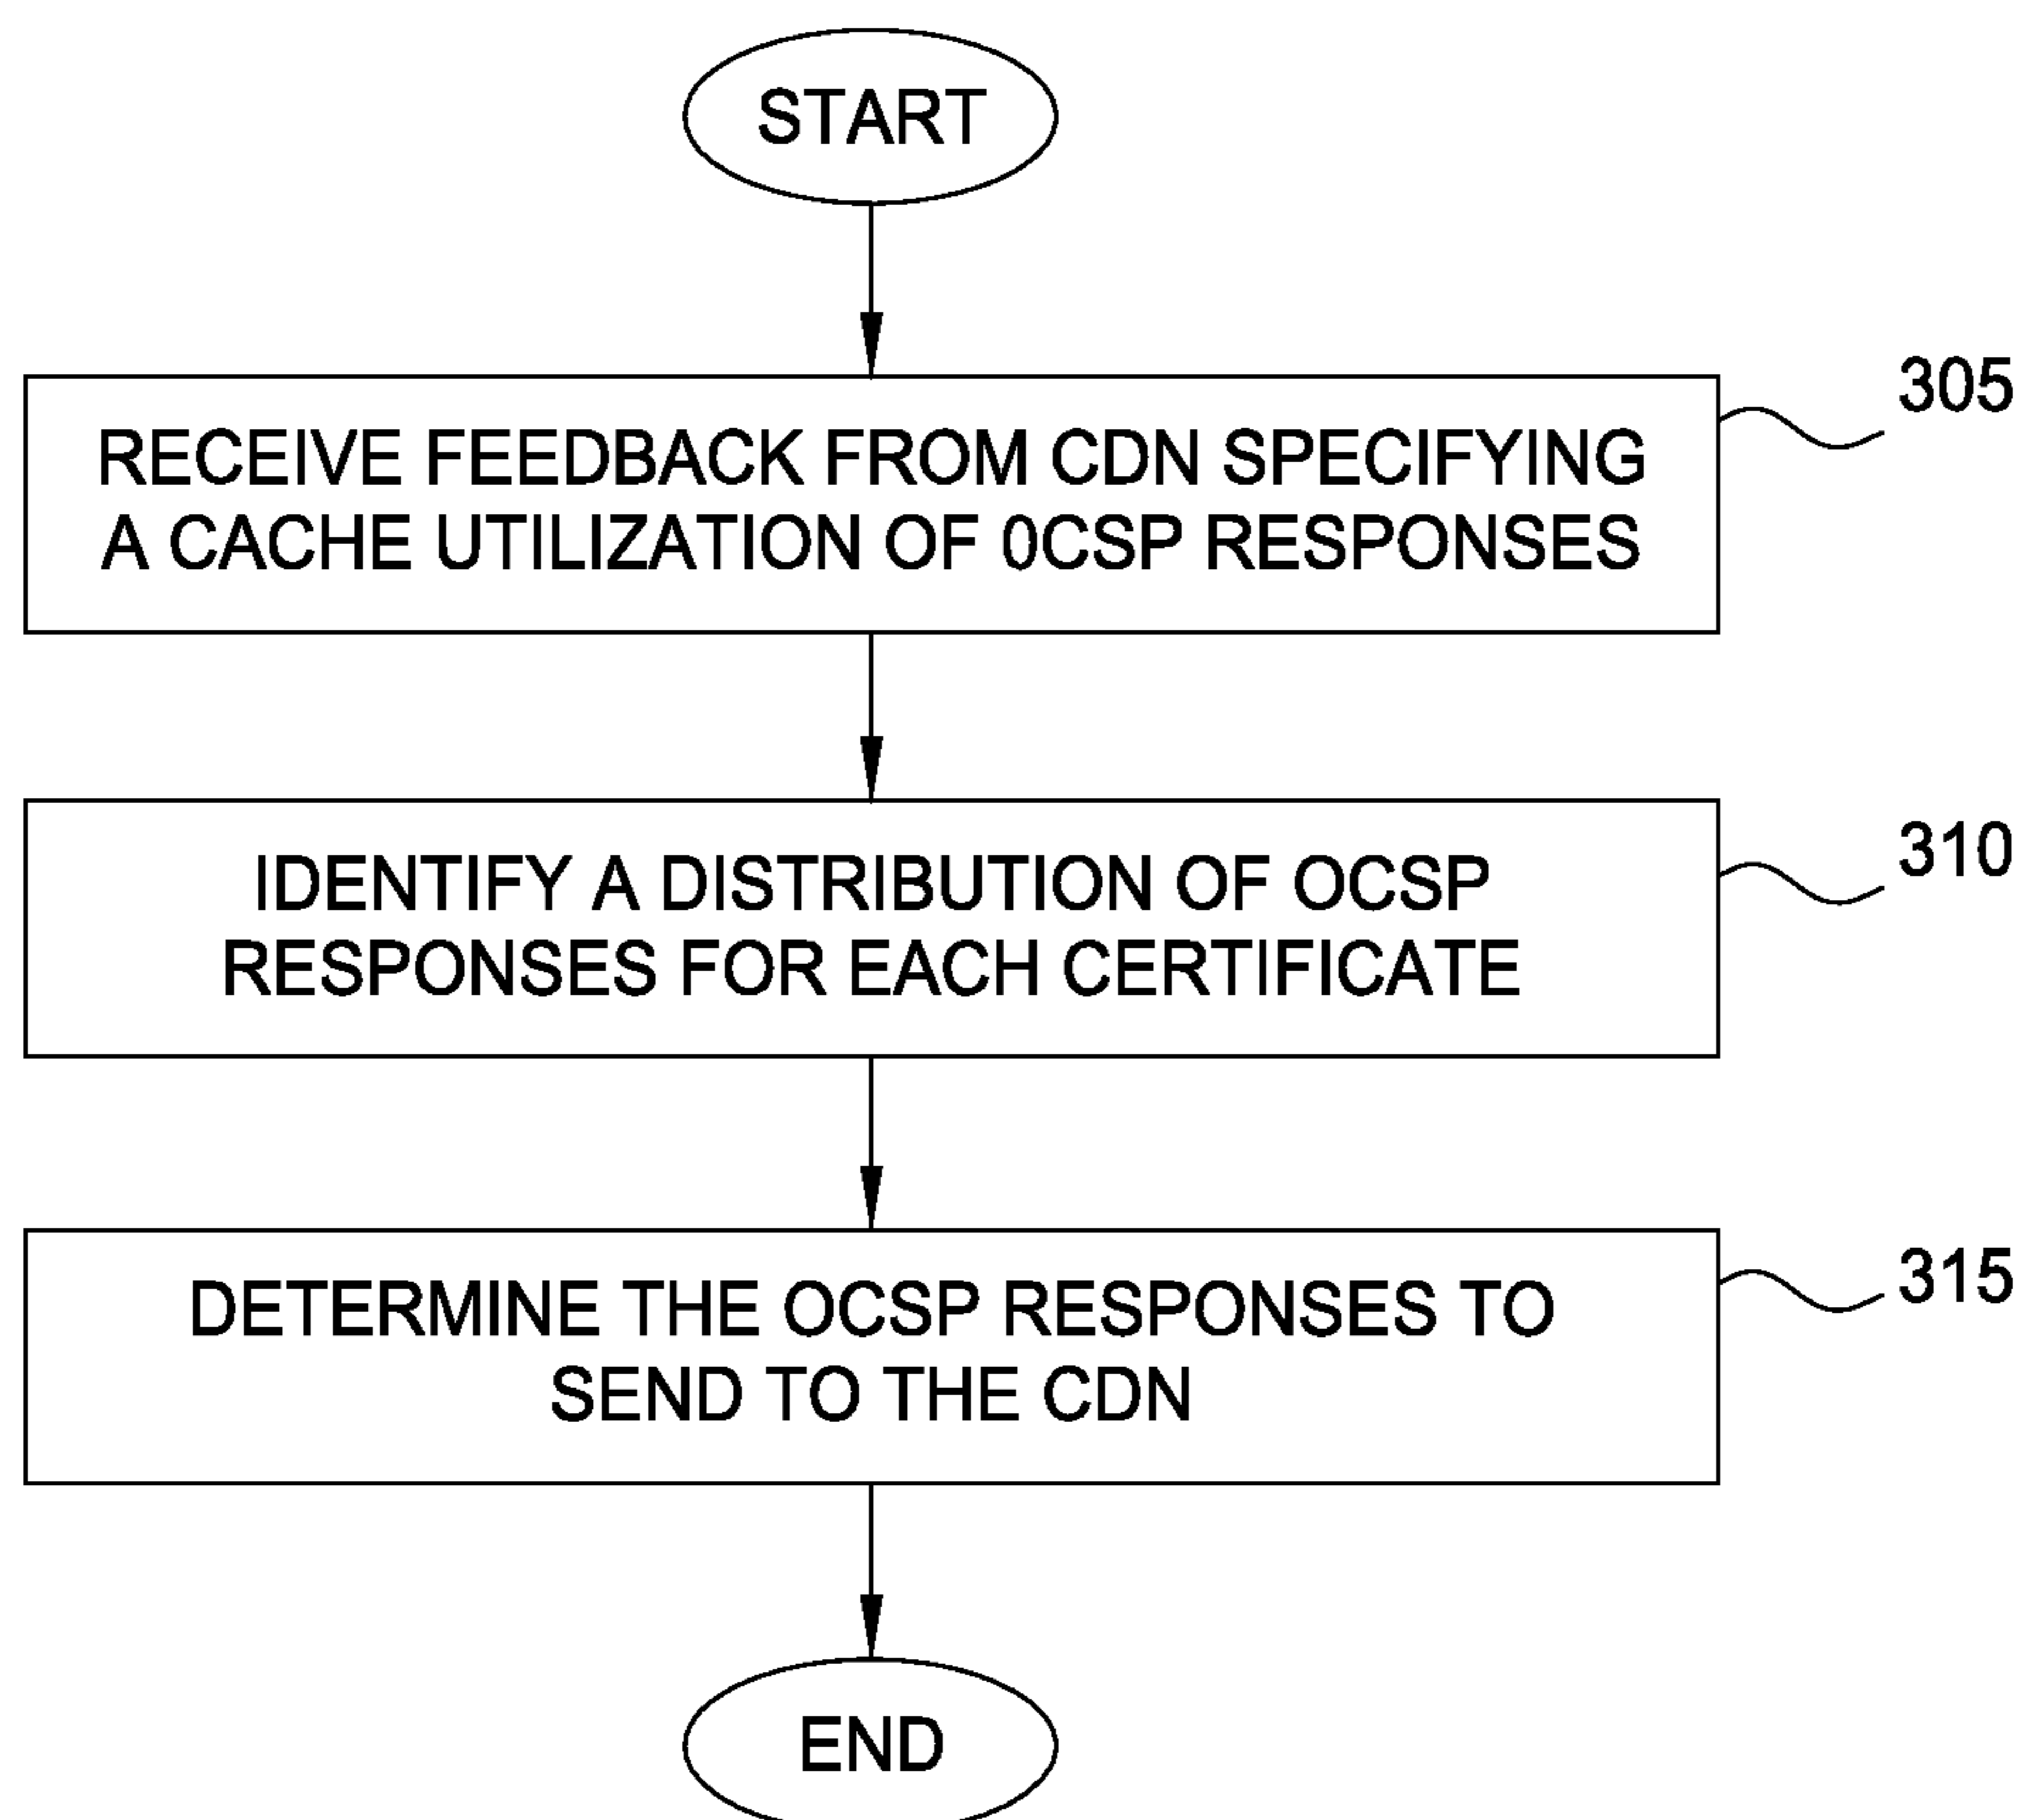 START
305
RECEIVE FEEDBACK FROM CDN SPECIFYING
A CACHE UTILIZATION OF 0CSP RESPONSES
310
IDENTIFY A DISTRIBUTION OF OCSP
RESPONSES FOR EACH CERTIFICATE
315
DETERMINE THE OCSP RESPONSES TO
SEND TO THE CDN
END